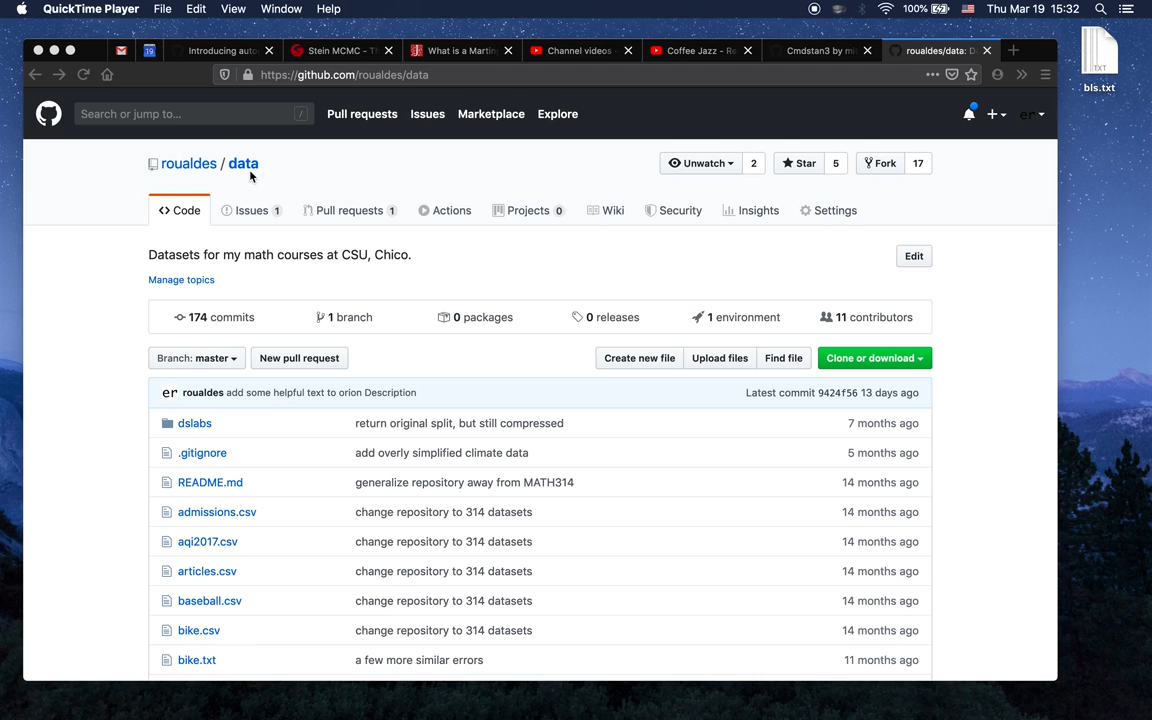 QuickTime Player File Edit View Window Help 100% Thu Mar 19 15:32
19 Introducing auto Stein MCMC - Th What is a Martin Channel videos - Coffee Jazz - Re Cmdstan3 by mi roualdes/data: D
https://github.com/roualdes/data
TXT
bls.txt
Search or jump to... / Pull requests Issues Marketplace Explore er
roualdes / data Unwatch 2 Star 5 Fork 17
Code Issues 1 Pull requests 1 Actions Projects 0 Wiki Security Insights Settings
Datasets for my math courses at CSU, Chico. Edit
Manage topics
174 commits 1 branch 0 packages 0 releases 1 environment 11 contributors
Branch: master New pull request Create new file Upload files Find file Clone or download
er roualdes add some helpful text to orion Description Latest commit 9424f56 13 days ago
dslabs return original split, but still compressed 7 months ago
.gitignore add overly simplified climate data 5 months ago
README.md generalize repository away from MATH314 14 months ago
admissions.csv change repository to 314 datasets 14 months ago
aqi2017.csv change repository to 314 datasets 14 months ago
articles.csv change repository to 314 datasets 14 months ago
baseball.csv change repository to 314 datasets 14 months ago
bike.csv change repository to 314 datasets 14 months ago
bike.txt a few more similar errors 11 months ago